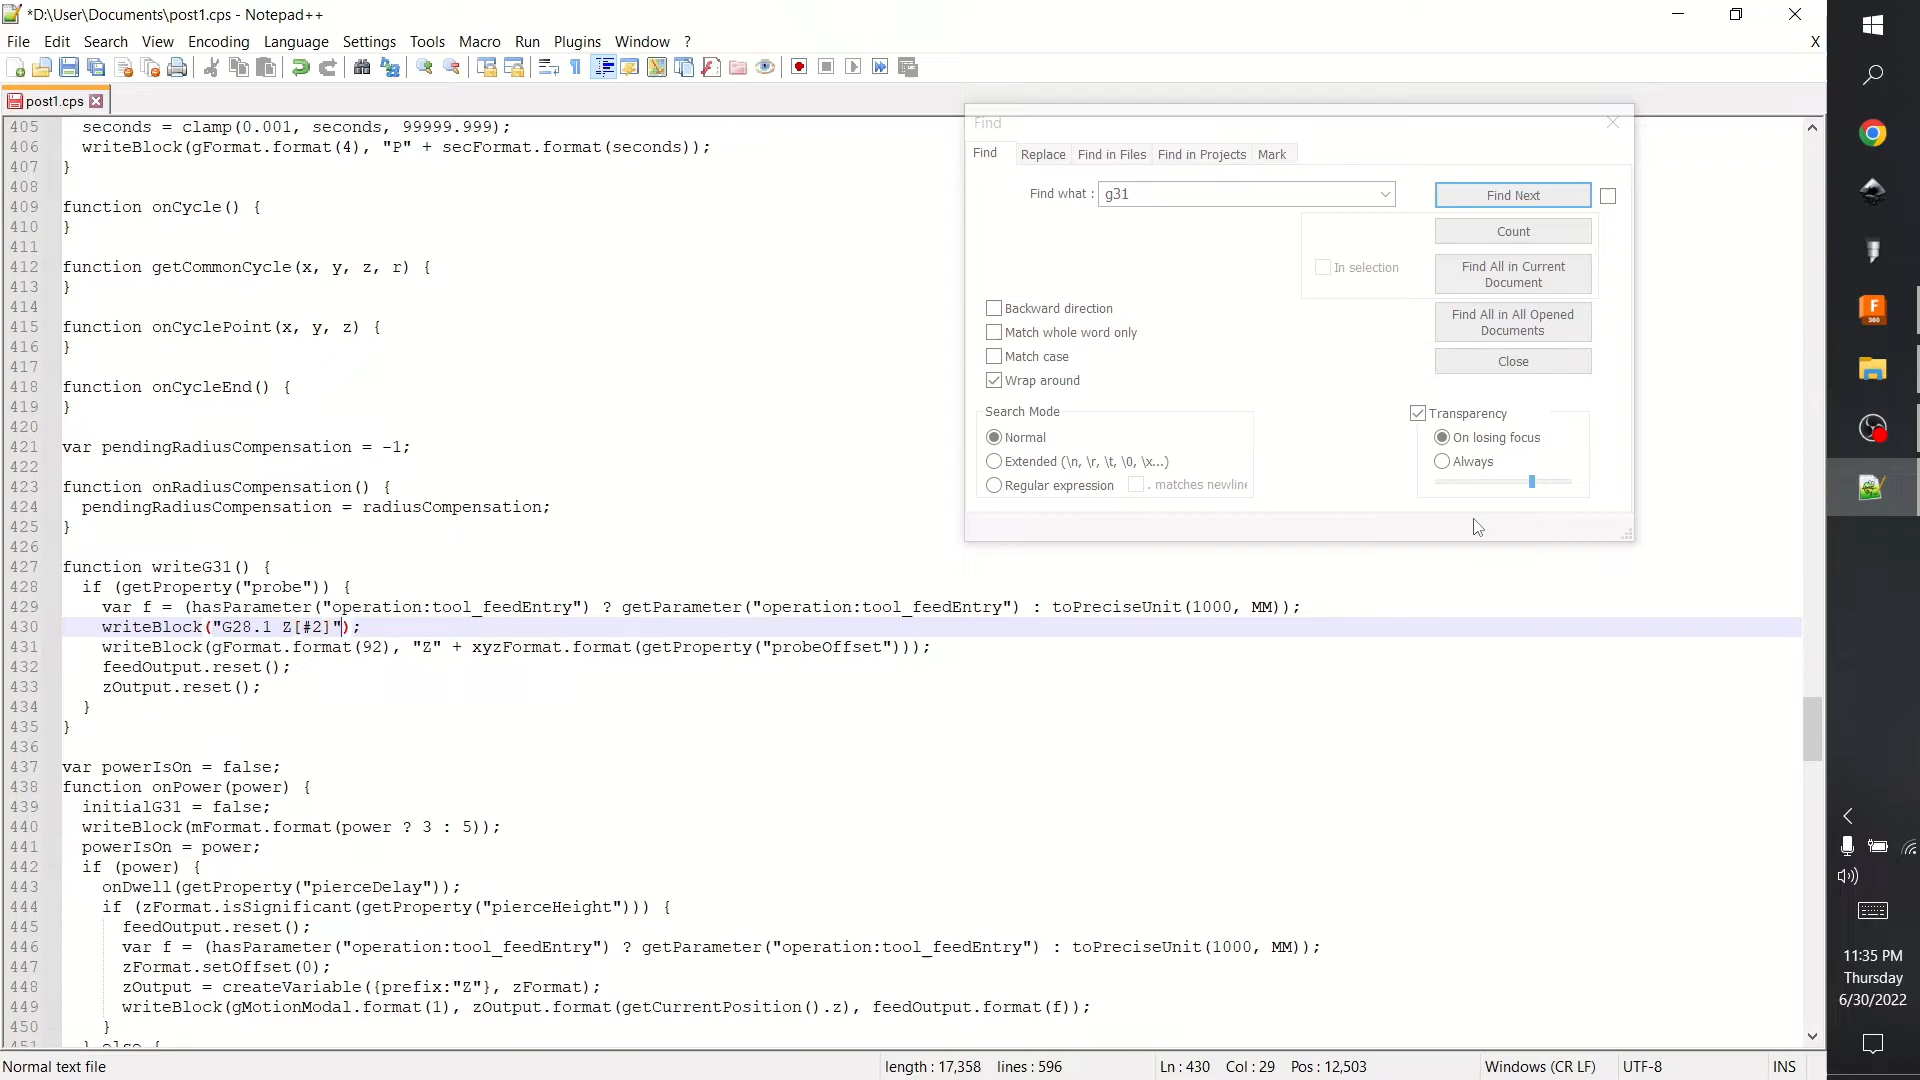 *D:\User\Documents\post1.cps - Notepad++
File Edit Search View Encoding Language Settings Tools Macro Run Plugins Window ? X
post1.cps
405 seconds = clamp(0.001, seconds, 99999.999);
406 writeBlock(gFormat.format(4), "P" + secFormat.format(seconds));
407 }
408
409 function onCycle() {
410 }
411
412 function getCommonCycle(x, y, z, r) {
413 }
414
415 function onCyclePoint(x, y, z) {
416 }
417
418 function onCycleEnd() {
419 }
420
421 var pendingRadiusCompensation = -1;
422
423 function onRadiusCompensation() {
424 pendingRadiusCompensation = radiusCompensation;
425 }
426
427 function writeG31() {
428 if (getProperty("probe")) {
429 var f = (hasParameter("operation:tool_feedEntry") ? getParameter("operation:tool_feedEntry") : toPreciseUnit(1000, MM));
430 writeBlock("G28.1 Z[#2]");
431 writeBlock(gFormat.format(92), "Z" + xyzFormat.format(getProperty("probeOffset")));
432 feedOutput.reset();
433 zOutput.reset();
434 }
435 }
436
437 var powerIsOn = false;
438 function onPower(power) {
439 initialG31 = false;
440 writeBlock(mFormat.format(power ? 3 : 5));
441 powerIsOn = power;
442 if (power) {
443 onDwell(getProperty("pierceDelay"));
444 if (zFormat.isSignificant(getProperty("pierceHeight"))) {
445 feedOutput.reset();
446 var f = (hasParameter("operation:tool_feedEntry") ? getParameter("operation:tool_feedEntry") : toPreciseUnit(1000, MM));
447 zFormat.setOffset(0);
448 zOutput = createVariable({prefix:"Z"}, zFormat);
449 writeBlock(gMotionModal.format(1), zOutput.format(getCurrentPosition().z), feedOutput.format(f));
450 }
451 } else {
Find
Find Replace Find in Files Find in Projects Mark
Find what : g31
Find Next
Count
In selection
Find All in Current
Document
Find All in All Opened
Documents
Close
Backward direction
Match whole word only
Match case
Wrap around
Search Mode
Normal
Extended (\n, \r, \t, \0, \x...)
Regular expression
. matches newline
Transparency
On losing focus
Always
Normal text file length : 17,358 lines : 596 Ln : 430 Col : 29 Pos : 12,503 Windows (CR LF) UTF-8 INS
F
360
11:35 PM
Thursday
6/30/2022